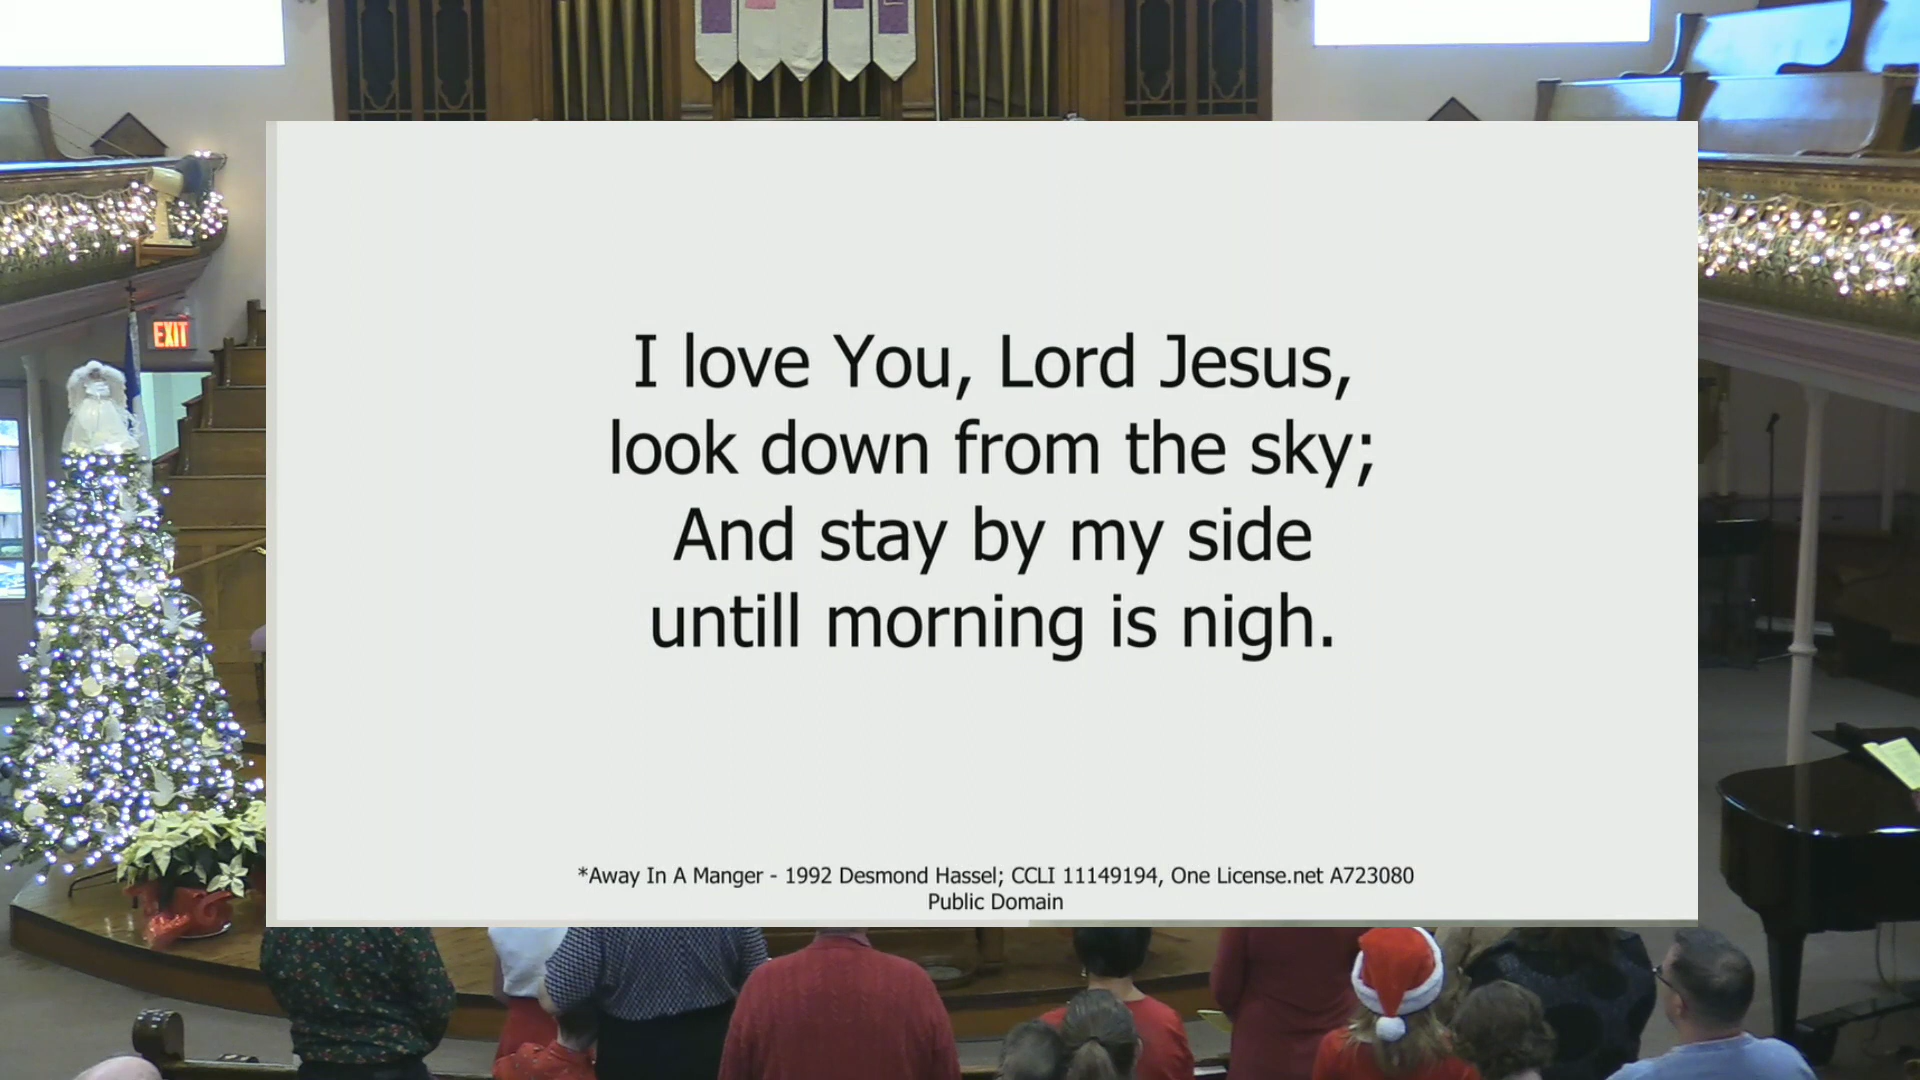 EXIT
I love You, Lord Jesus,
look down from the sky;
And stay by my side
untill morning is nigh.
*Away In A Manger - 1992 Desmond Hassel; CCLI 11149194, One License.net A723080
Public Domain